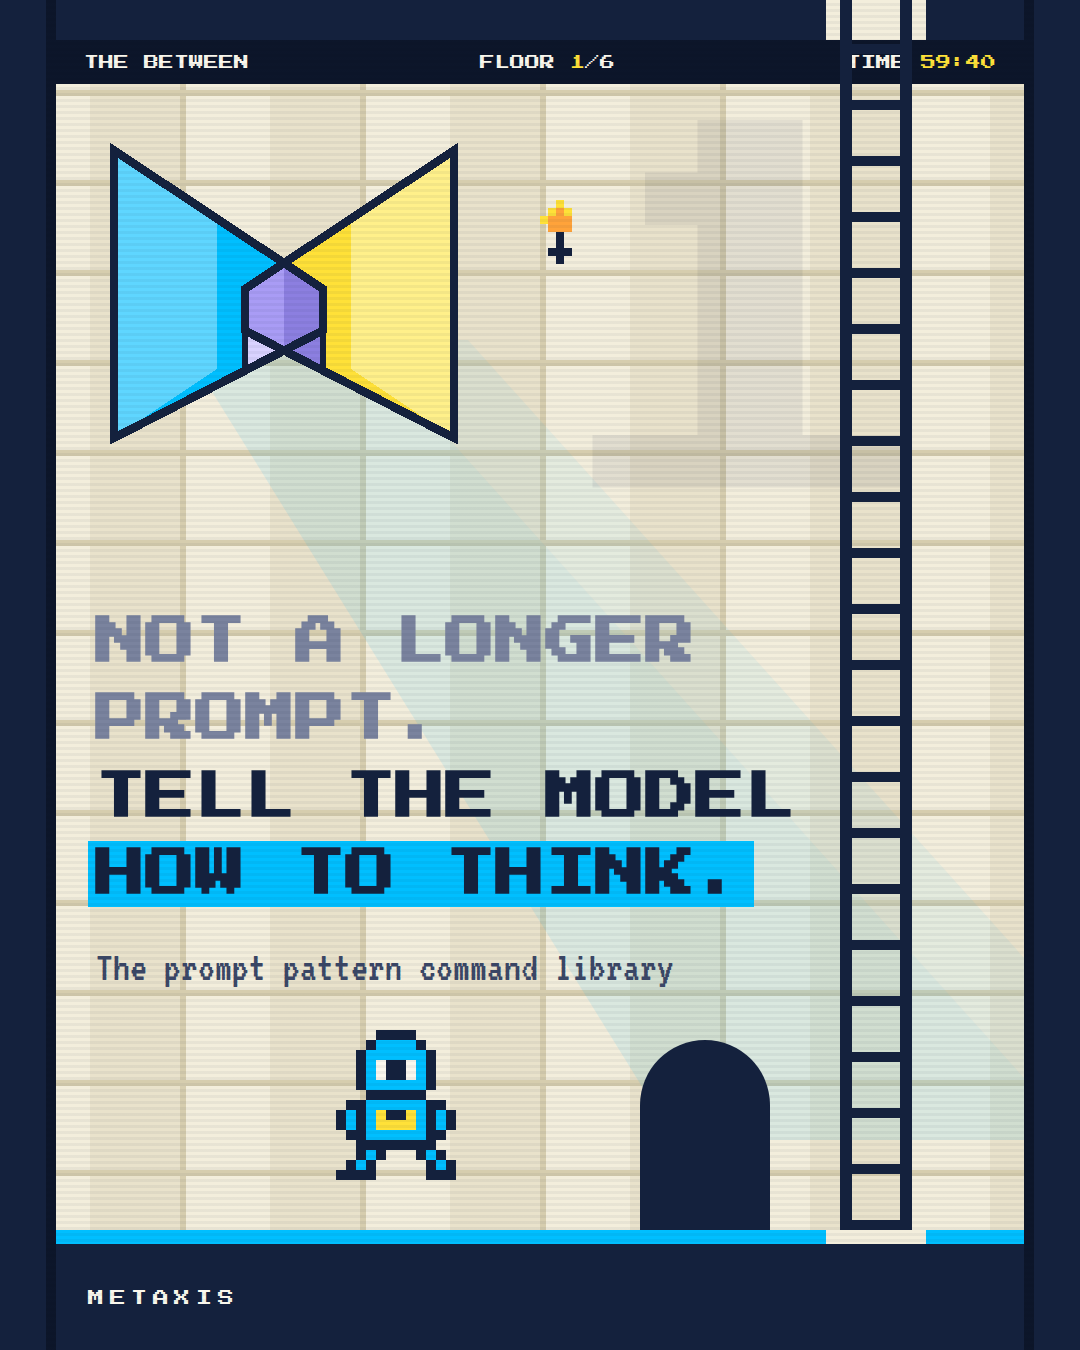 THE BETWEEN
FLOOR 1/6
TIME 59:40
1
NOT A LONGER
PROMPT.
TELL THE MODEL
HOW TO THINK.
The prompt pattern command library
METAXIS